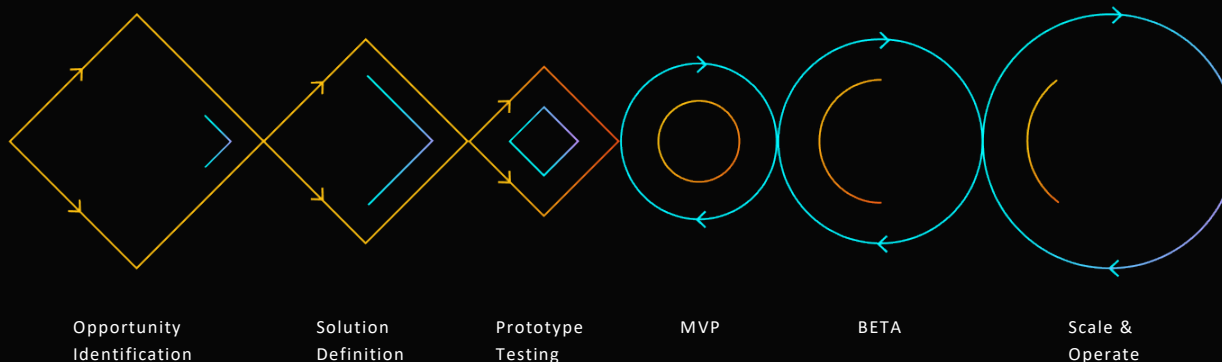 Opportunity
Identification
Solution
Definition
Prototype
Testing
MVP
BETA
Scale &
Operate